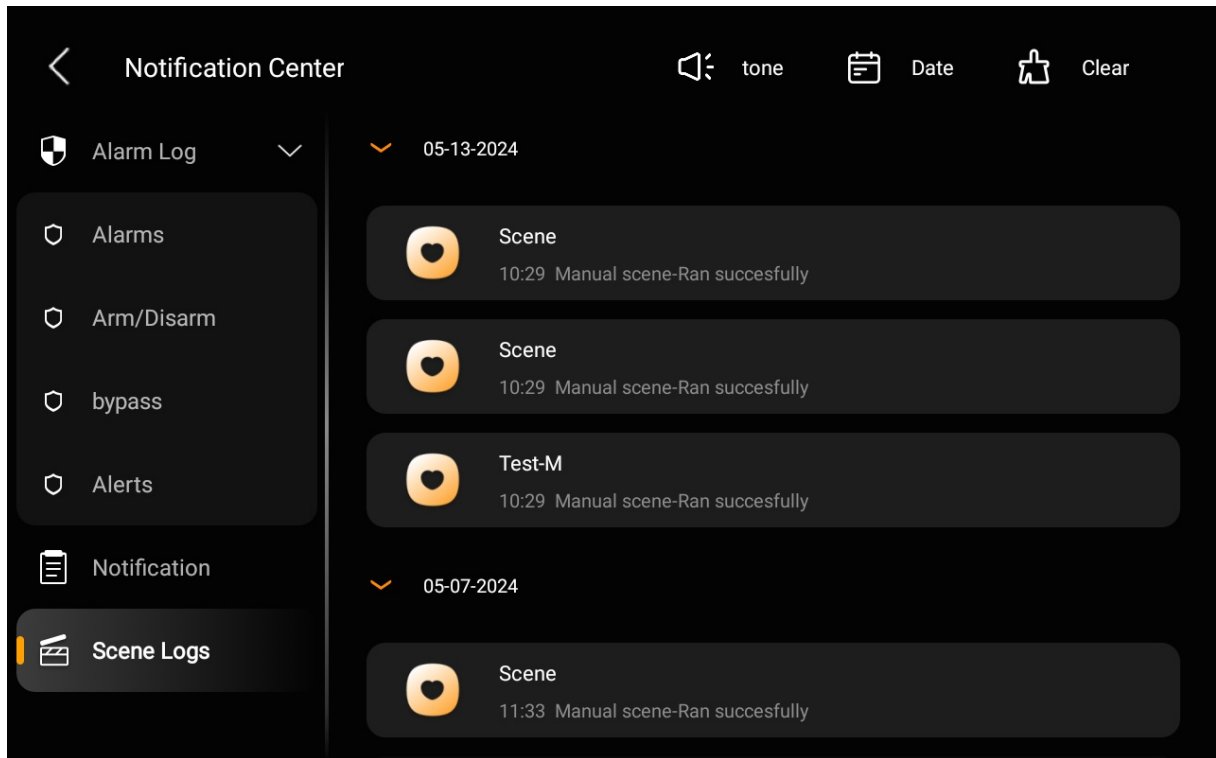 Notification Center
tone
Date
Clear
Alarm Log
Alarms
Arm/Disarm
bypass
Alerts
Notification
Scene Logs
05-13-2024
Scene
10:29 Manual scene-Ran succesfully
Scene
10:29 Manual scene-Ran succesfully
Test-M
10:29 Manual scene-Ran succesfully
05-07-2024
Scene
11:33 Manual scene-Ran succesfully